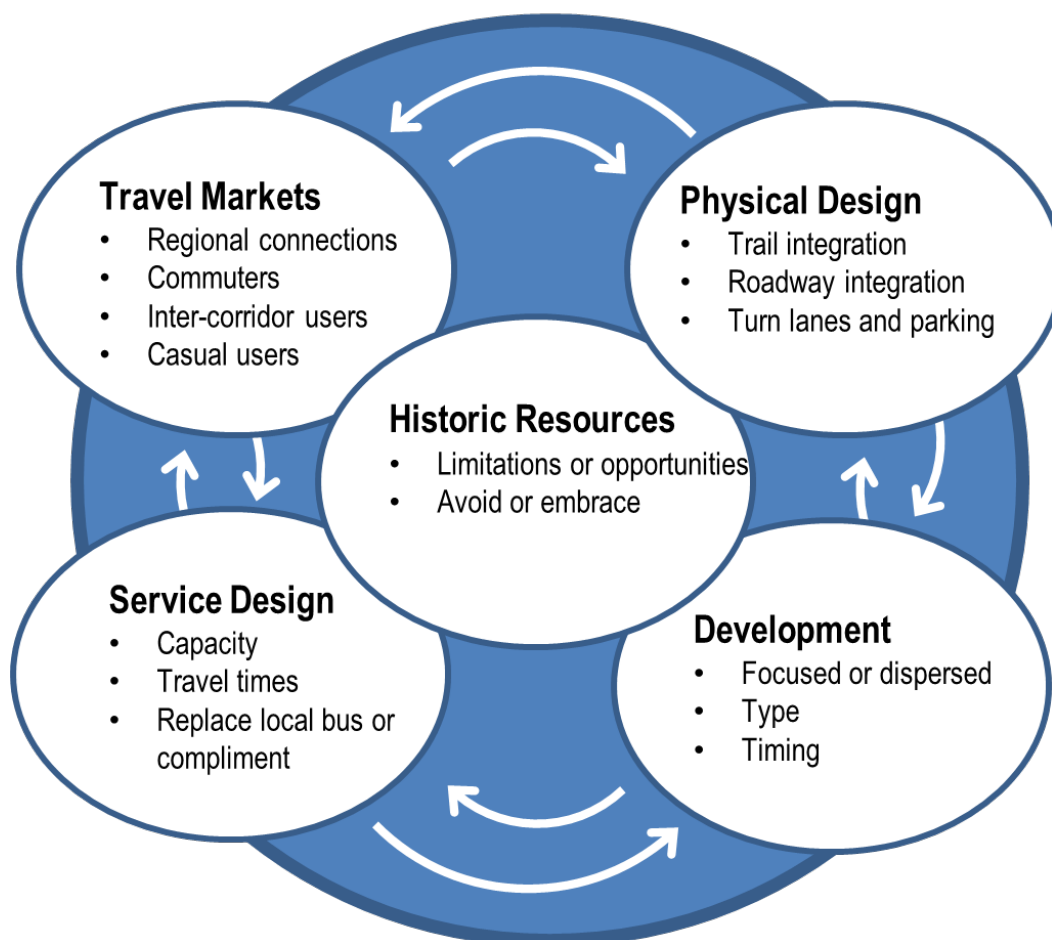 Travel Markets
• Regional connections
• Commuters
• Inter-corridor users
• Casual users
Physical Design
• Trail integration
• Roadway integration
• Turn lanes and parking
Historic Resources
• Limitations or opportunities
• Avoid or embrace
Service Design
• Capacity
• Travel times
• Replace local bus or
compliment
Development
• Focused or dispersed
• Type
• Timing